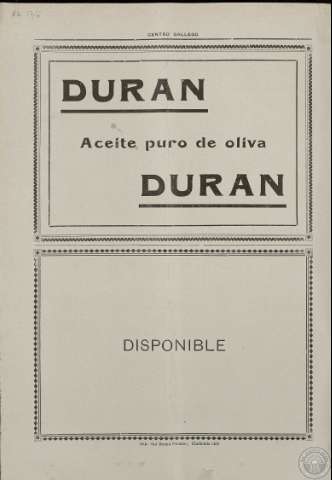 CENTRO GALLEGO
DURAN
Aceite puro de oliva
DURAN
DISPONIBLE